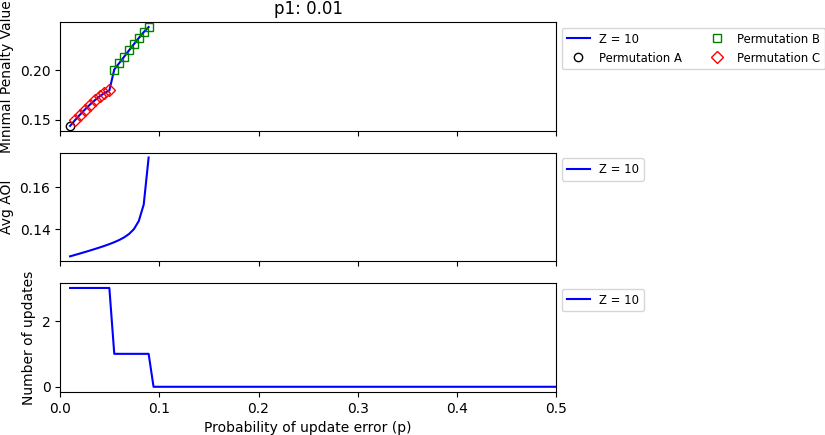 p1: 0.01
Minimal Penalty Value
0.20
0.15
Z = 10
Permutation A
Permutation B
Permutation C
Avg AOI
0.16
0.14
Z = 10
Number of updates
2
0
Z = 10
0.0 0.1 0.2 0.3 0.4 0.5
Probability of update error (p)